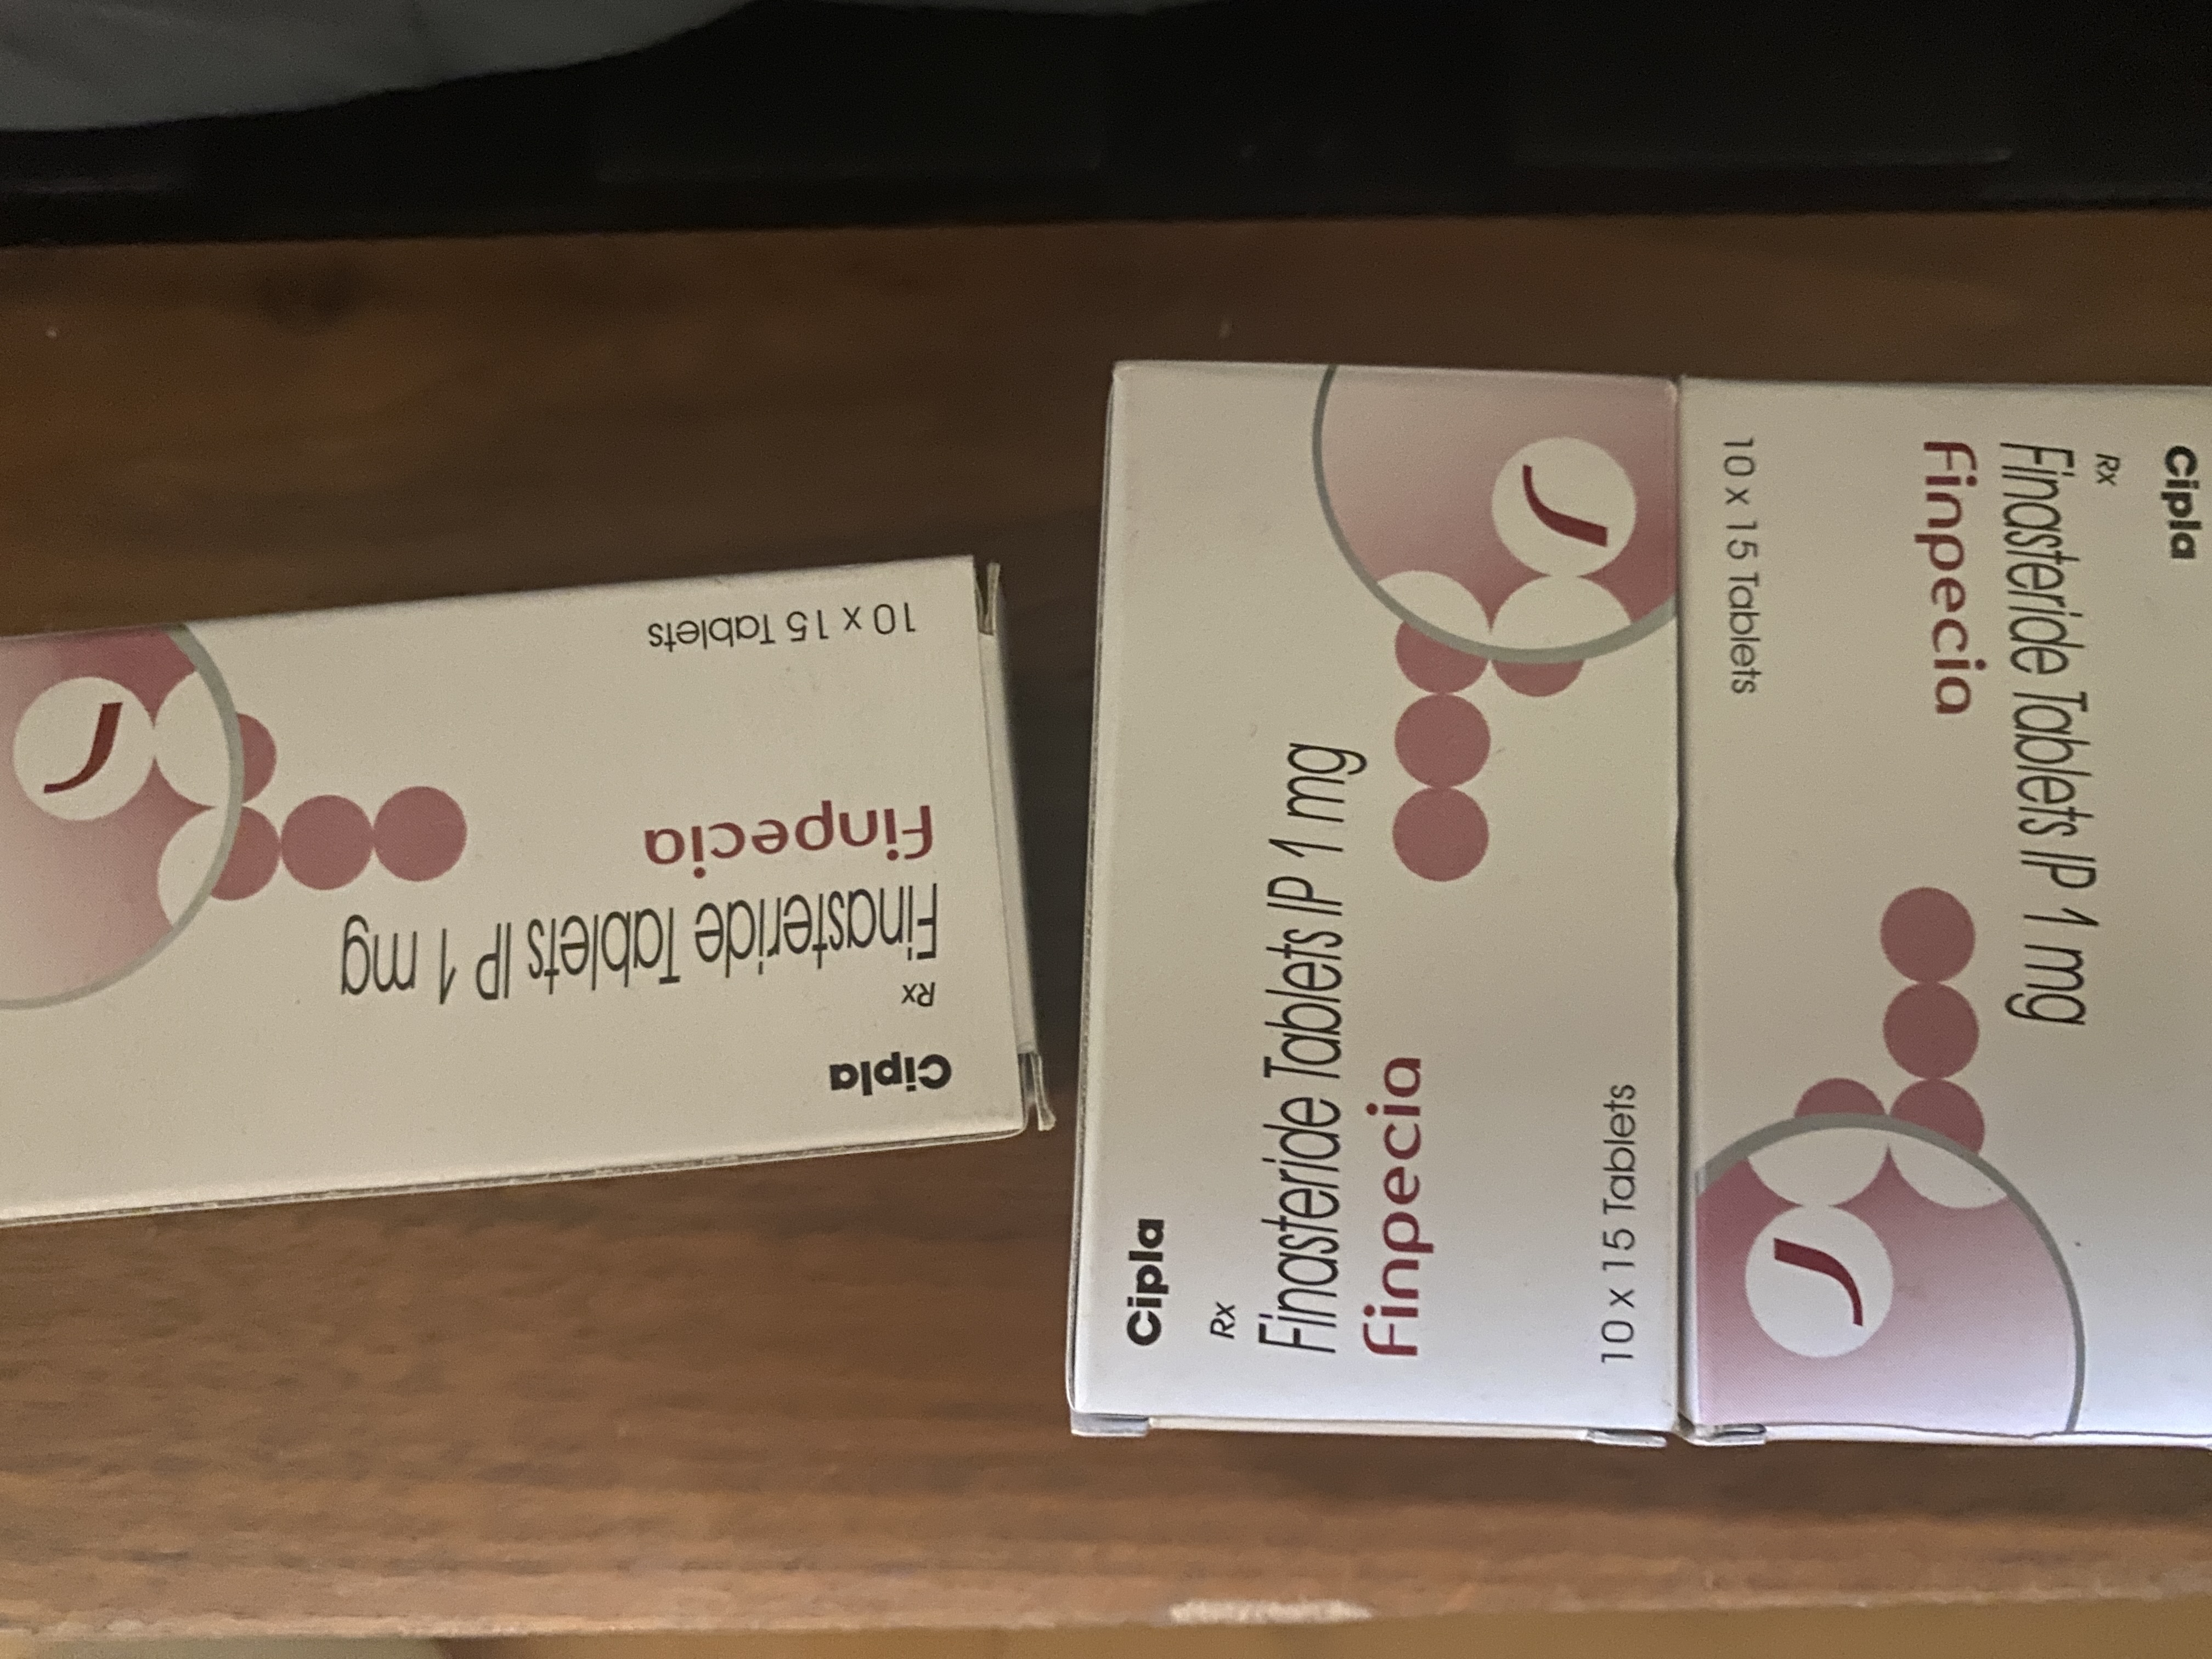 10 x 15 Tablets
Finpecia
Finasteride Tablets IP 1 mg
Rx
Cipla
Cipla
Rx
Finasteride Tablets IP 1 mg
Finpecia
10 x 15 Tablets
Cipla
Rx
Finasteride Tablets IP 1 mg
Finpecia
10 x 15 Tablets